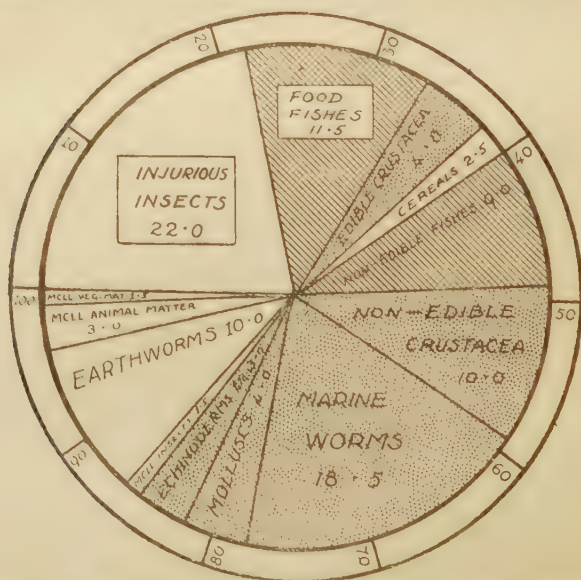 10
20
30
40
50
60
70
80
90
100
INJURIOUS
INSECTS
22·0
FOOD
FISHES
11·5
EDIBLE CRUSTACEA
4·0
CEREALS 2·5
NON-EDIBLE FISHES 9·0
NON-EDIBLE
CRUSTACEA
10·0
MARINE
WORMS
18·5
MOLLUSCS 4·0
ECHINODERMS
MCLL INSECTS 1·5
EARTHWORMS 10·0
MCLL ANIMAL MATTER
3·0
MCLL VEG. MAT 1·5